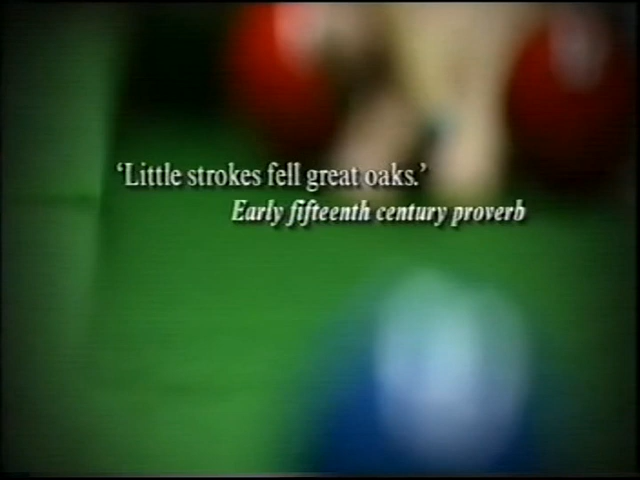 ‘Little strokes fell great oaks.’
Early fifteenth century proverb